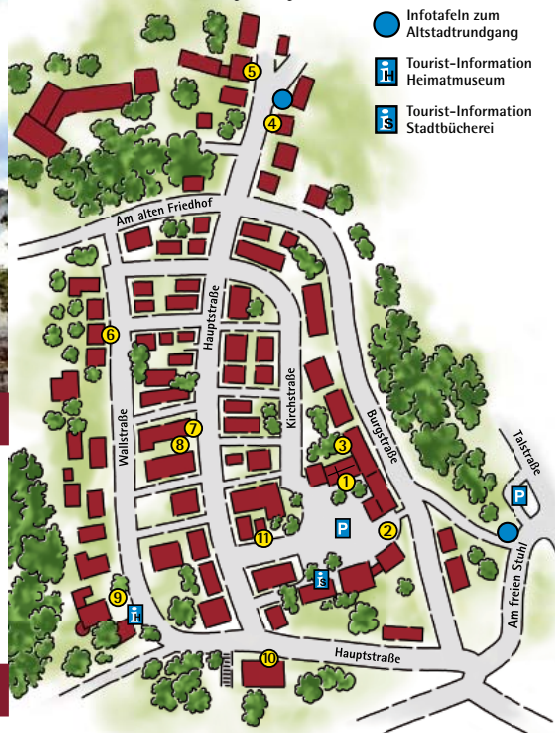 Infotafeln zum
Altstadtrundgang
H
Tourist-Information
Heimatmuseum
S
Tourist-Information
Stadtbücherei
5
4
Am alten Friedhof
6
Hauptstraße
Kirchstraße
Wallstraße
7
8
3
1
Burgstraße
Talstraße
P
P
2
11
S
Am freien Stuhl
9
H
10
Hauptstraße